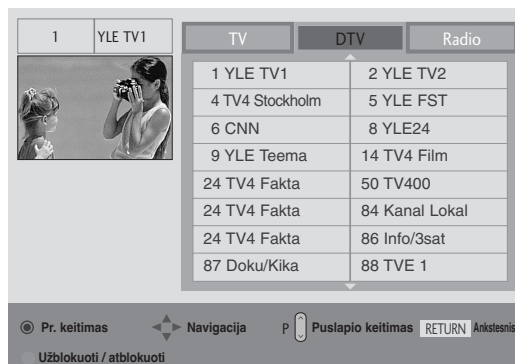 1 YLE TV1
TV DTV Radio
1 YLE TV1 2 YLE TV2
4 TV4 Stockholm 5 YLE FST
6 CNN 8 YLE24
9 YLE Teema 14 TV4 Film
24 TV4 Fakta 50 TV400
24 TV4 Fakta 84 Kanal Lokal
24 TV4 Fakta 86 Info/3sat
87 Doku/Kika 88 TVE 1
Pr. keitimas Navigacija P Puslapio keitimas RETURN Ankstesnis
Užblokuoti / atblokuoti